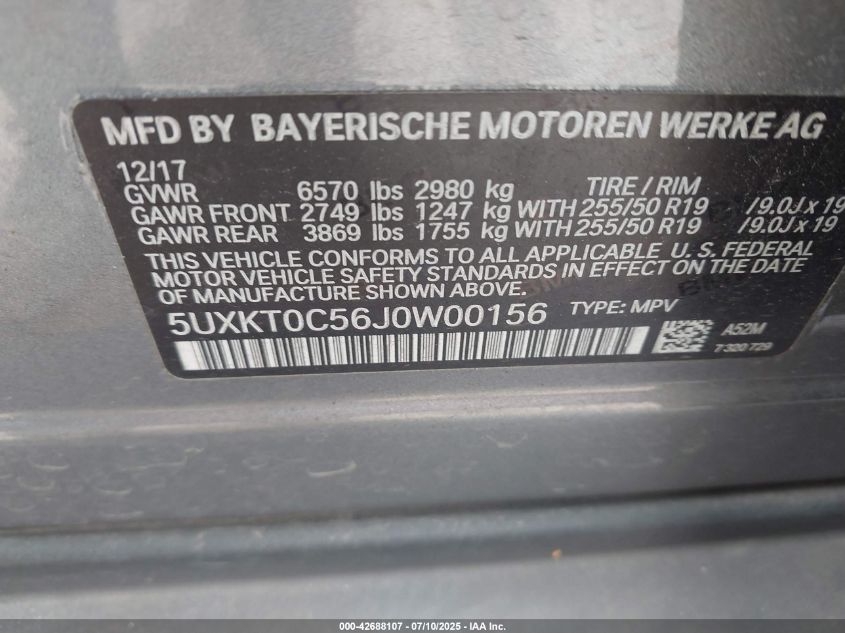 MFD BY BAYERISCHE MOTOREN WERKE AG
12/17
GVWR 6570 lbs 2980 kg TIRE / RIM
GAWR FRONT 2749 lbs 1247 kg WITH 255/50 R19 /9.0J x 19
GAWR REAR 3869 lbs 1755 kg WITH 255/50 R19 /9.0J x 19
THIS VEHICLE CONFORMS TO ALL APPLICABLE U. S. FEDERAL
MOTOR VEHICLE SAFETY STANDARDS IN EFFECT ON THE DATE
OF MANUFACTURE SHOWN ABOVE.
5UXKT0C56J0W00156 TYPE: MPV
A52M
7 320 729
000-42688107 / 07/10/2025 - IAA Inc.